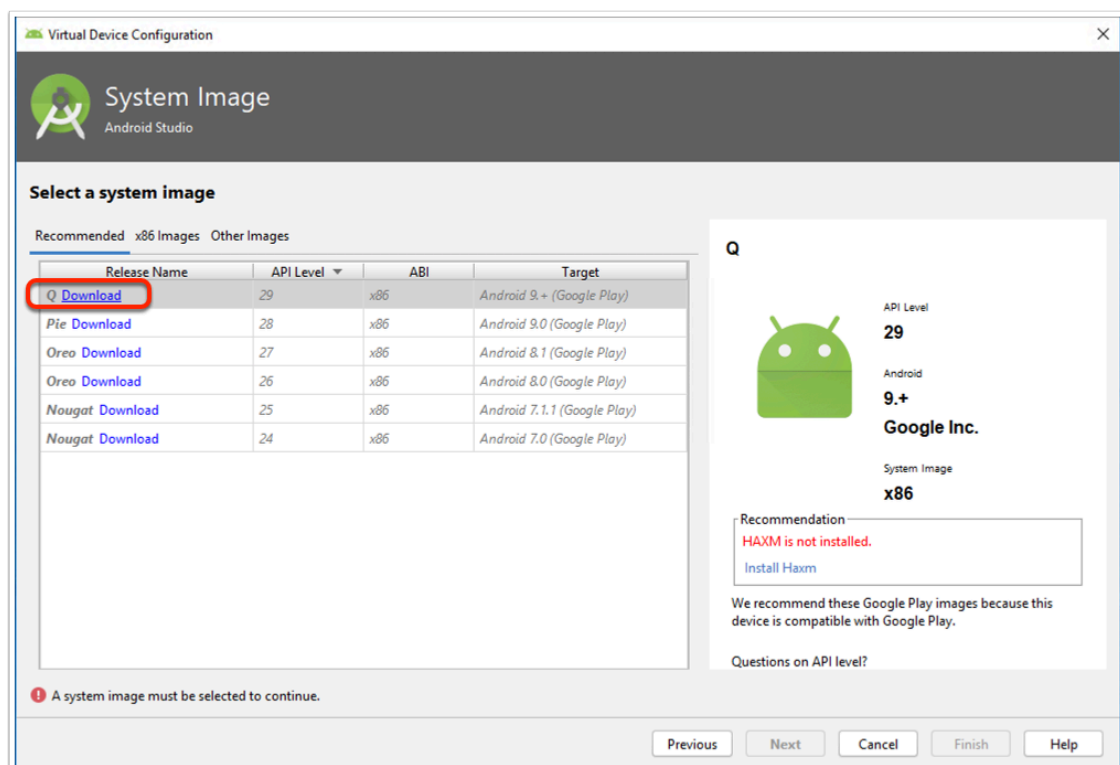 Virtual Device Configuration
System Image
Android Studio
Select a system image
Recommended x86 Images Other Images
Release Name API Level ABI Target
Q Download 29 x86 Android 9.+ (Google Play)
Pie Download 28 x86 Android 9.0 (Google Play)
Oreo Download 27 x86 Android 8.1 (Google Play)
Oreo Download 26 x86 Android 8.0 (Google Play)
Nougat Download 25 x86 Android 7.1.1 (Google Play)
Nougat Download 24 x86 Android 7.0 (Google Play)
Q
API Level
29
Android
9.+
Google Inc.
System Image
x86
Recommendation
HAXM is not installed.
Install Haxm
We recommend these Google Play images because this
device is compatible with Google Play.
Questions on API level?
A system image must be selected to continue.
Previous Next Cancel Finish Help